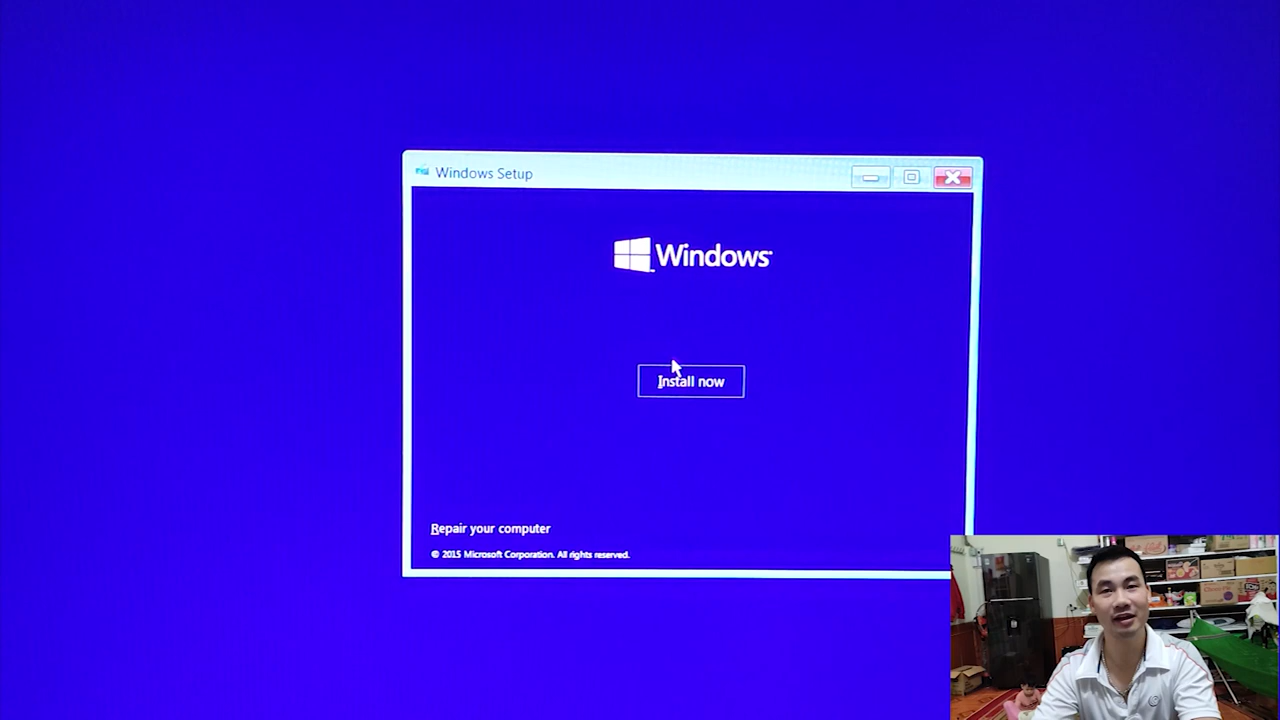 Windows Setup
Windows
Install now
Repair your computer
© 2015 Microsoft Corporation. All rights reserved.